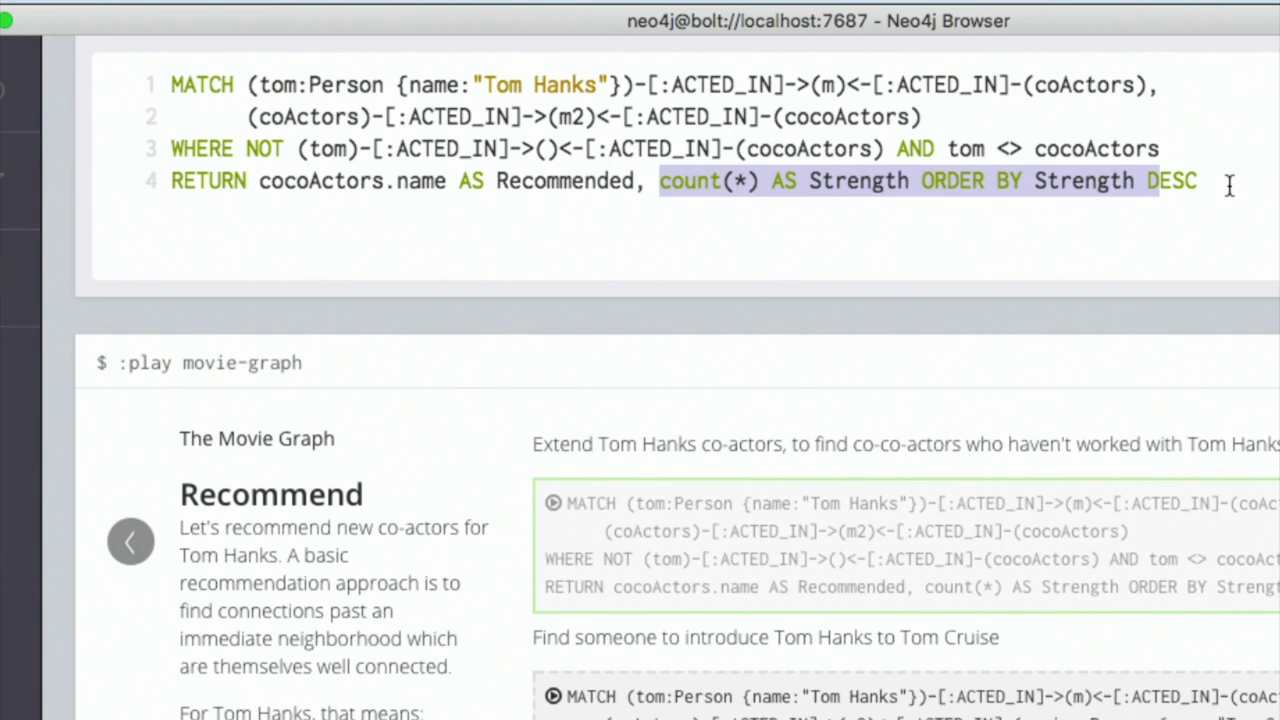 neo4j@bolt://localhost:7687 - Neo4j Browser
1 MATCH (tom:Person {name:"Tom Hanks"})-[:ACTED_IN]->(m)<-[:ACTED_IN]-(coActors),
2 (coActors)-[:ACTED_IN]->(m2)<-[:ACTED_IN]-(cocoActors)
3 WHERE NOT (tom)-[:ACTED_IN]->()<-[:ACTED_IN]-(cocoActors) AND tom <> cocoActors
4 RETURN cocoActors.name AS Recommended, count(*) AS Strength ORDER BY Strength DESC
$ :play movie-graph
The Movie Graph
Recommend
Let's recommend new co-actors for
Tom Hanks. A basic
recommendation approach is to
find connections past an
immediate neighborhood which
are themselves well connected.
For Tom Hanks, that means:
Extend Tom Hanks co-actors, to find co-co-actors who haven't worked with Tom Hanks
MATCH (tom:Person {name:"Tom Hanks"})-[:ACTED_IN]->(m)<-[:ACTED_IN]-(coAc
(coActors)-[:ACTED_IN]->(m2)<-[:ACTED_IN]-(cocoActors)
WHERE NOT (tom)-[:ACTED_IN]->()<-[:ACTED_IN]-(cocoActors) AND tom <> cocoAc
RETURN cocoActors.name AS Recommended, count(*) AS Strength ORDER BY Strengt
Find someone to introduce Tom Hanks to Tom Cruise
MATCH (tom:Person {name:"Tom Hanks"})-[:ACTED_IN]->(m)<-[:ACTED_IN]-(coAc